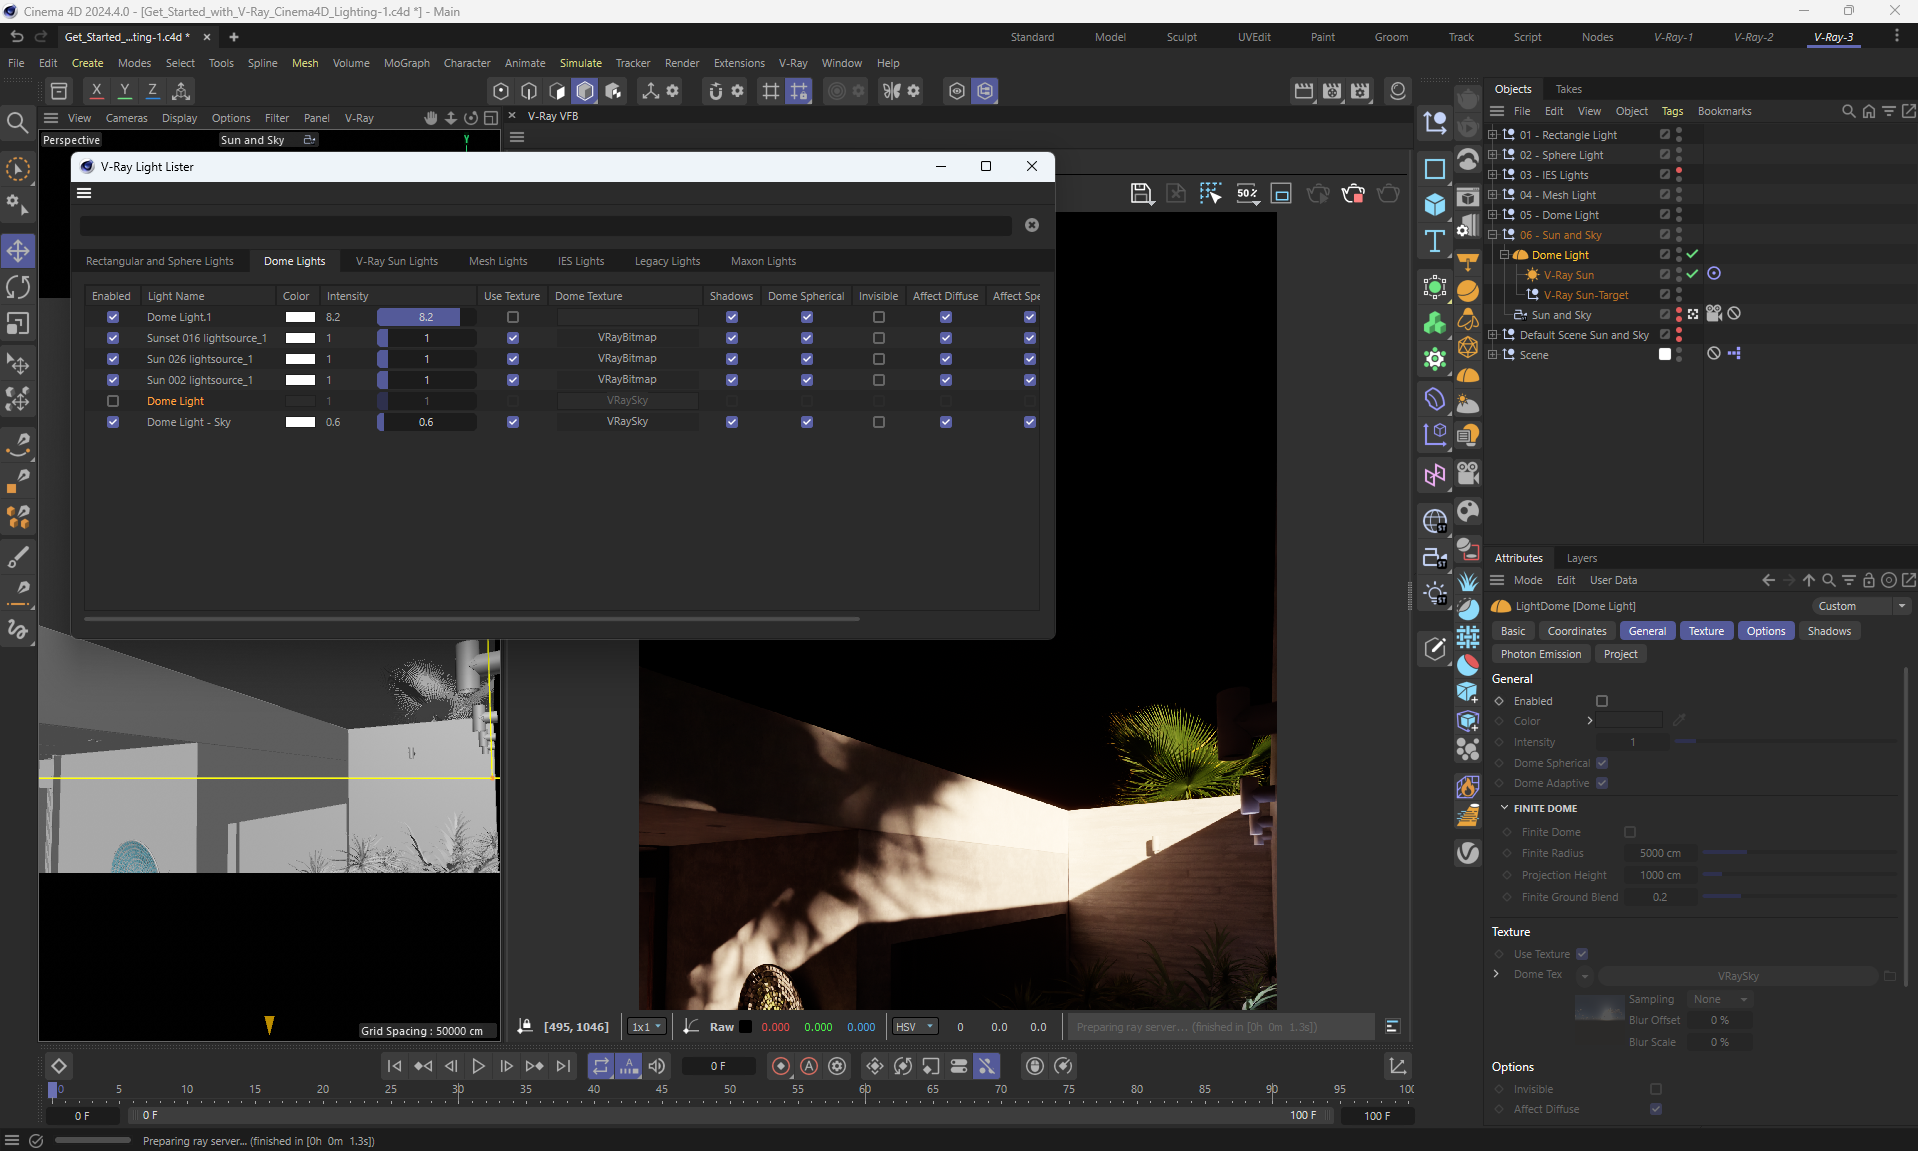 Cinema 4D 2024.4.0 - [Get_Started_with_V-Ray_Cinema4D_Lighting-1.c4d *] - Main
Get_Started_...ting-1.c4d *
Standard Model Sculpt UVEdit Paint Groom Track Script Nodes V-Ray-1 V-Ray-2 V-Ray-3
File Edit Create Modes Select Tools Spline Mesh Volume MoGraph Character Animate Simulate Tracker Render Extensions V-Ray Window Help
X Y Z
View Cameras Display Options Filter Panel V-Ray
V-Ray VFB
Perspective Sun and Sky Y
V-Ray Light Lister
50%
Rectangular and Sphere Lights Dome Lights V-Ray Sun Lights Mesh Lights IES Lights Legacy Lights Maxon Lights
Enabled Light Name Color Intensity Use Texture Dome Texture Shadows Dome Spherical Invisible Affect Diffuse Affect Spe
Dome Light.1 8.2 8.2
Sunset 016 lightsource_1 1 1 VRayBitmap
Sun 026 lightsource_1 1 1 VRayBitmap
Sun 002 lightsource_1 1 1 VRayBitmap
Dome Light 1 1 VRaySky
Dome Light - Sky 0.6 0.6 VRaySky
Grid Spacing : 50000 cm
[495, 1046] 1x1 Raw 0.000 0.000 0.000 HSV 0 0.0 0.0 Preparing ray server... (finished in [0h 0m 1.3s])
Objects Takes
File Edit View Object Tags Bookmarks
01 - Rectangle Light
02 - Sphere Light
03 - IES Lights
04 - Mesh Light
05 - Dome Light
06 - Sun and Sky
Dome Light
V-Ray Sun
V-Ray Sun-Target
Sun and Sky
Default Scene Sun and Sky
Scene
ST
ST
ST
Attributes Layers
Mode Edit User Data
LightDome [Dome Light] Custom
Basic Coordinates General Texture Options Shadows
Photon Emission Project
General
Enabled
Color
Intensity 1
Dome Spherical
Dome Adaptive
FINITE DOME
Finite Dome
Finite Radius 5000 cm
Projection Height 1000 cm
Finite Ground Blend 0.2
Texture
Use Texture
Dome Tex VRaySky
Sampling None
Blur Offset 0 %
Blur Scale 0 %
Options
Invisible
Affect Diffuse
A 0 F A
0 5 10 15 20 25 30 35 40 45 50 55 60 65 70 75 80 85 90 95 100
0 F 0 F 100 F 100 F
Preparing ray server... (finished in [0h 0m 1.3s])